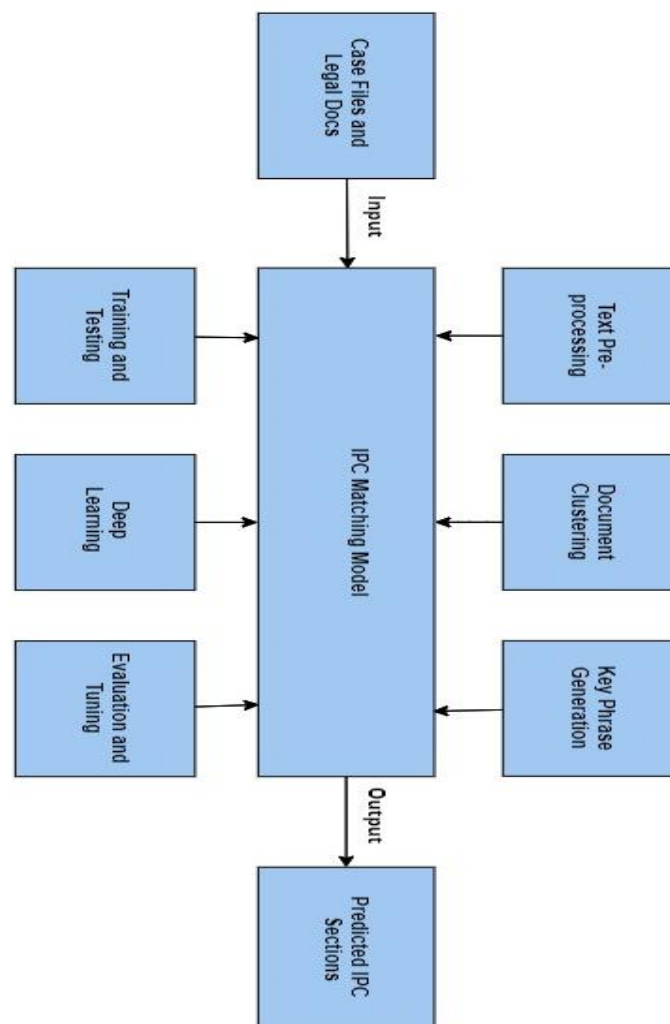 Text Pre-
processing
Document
Clustering
Key Phrase
Generation
Case Files and
Legal Docs
Input
IPC Matching Model
Output
Predicted IPC
Sections
Training and
Testing
Deep
Learning
Evaluation and
Tuning